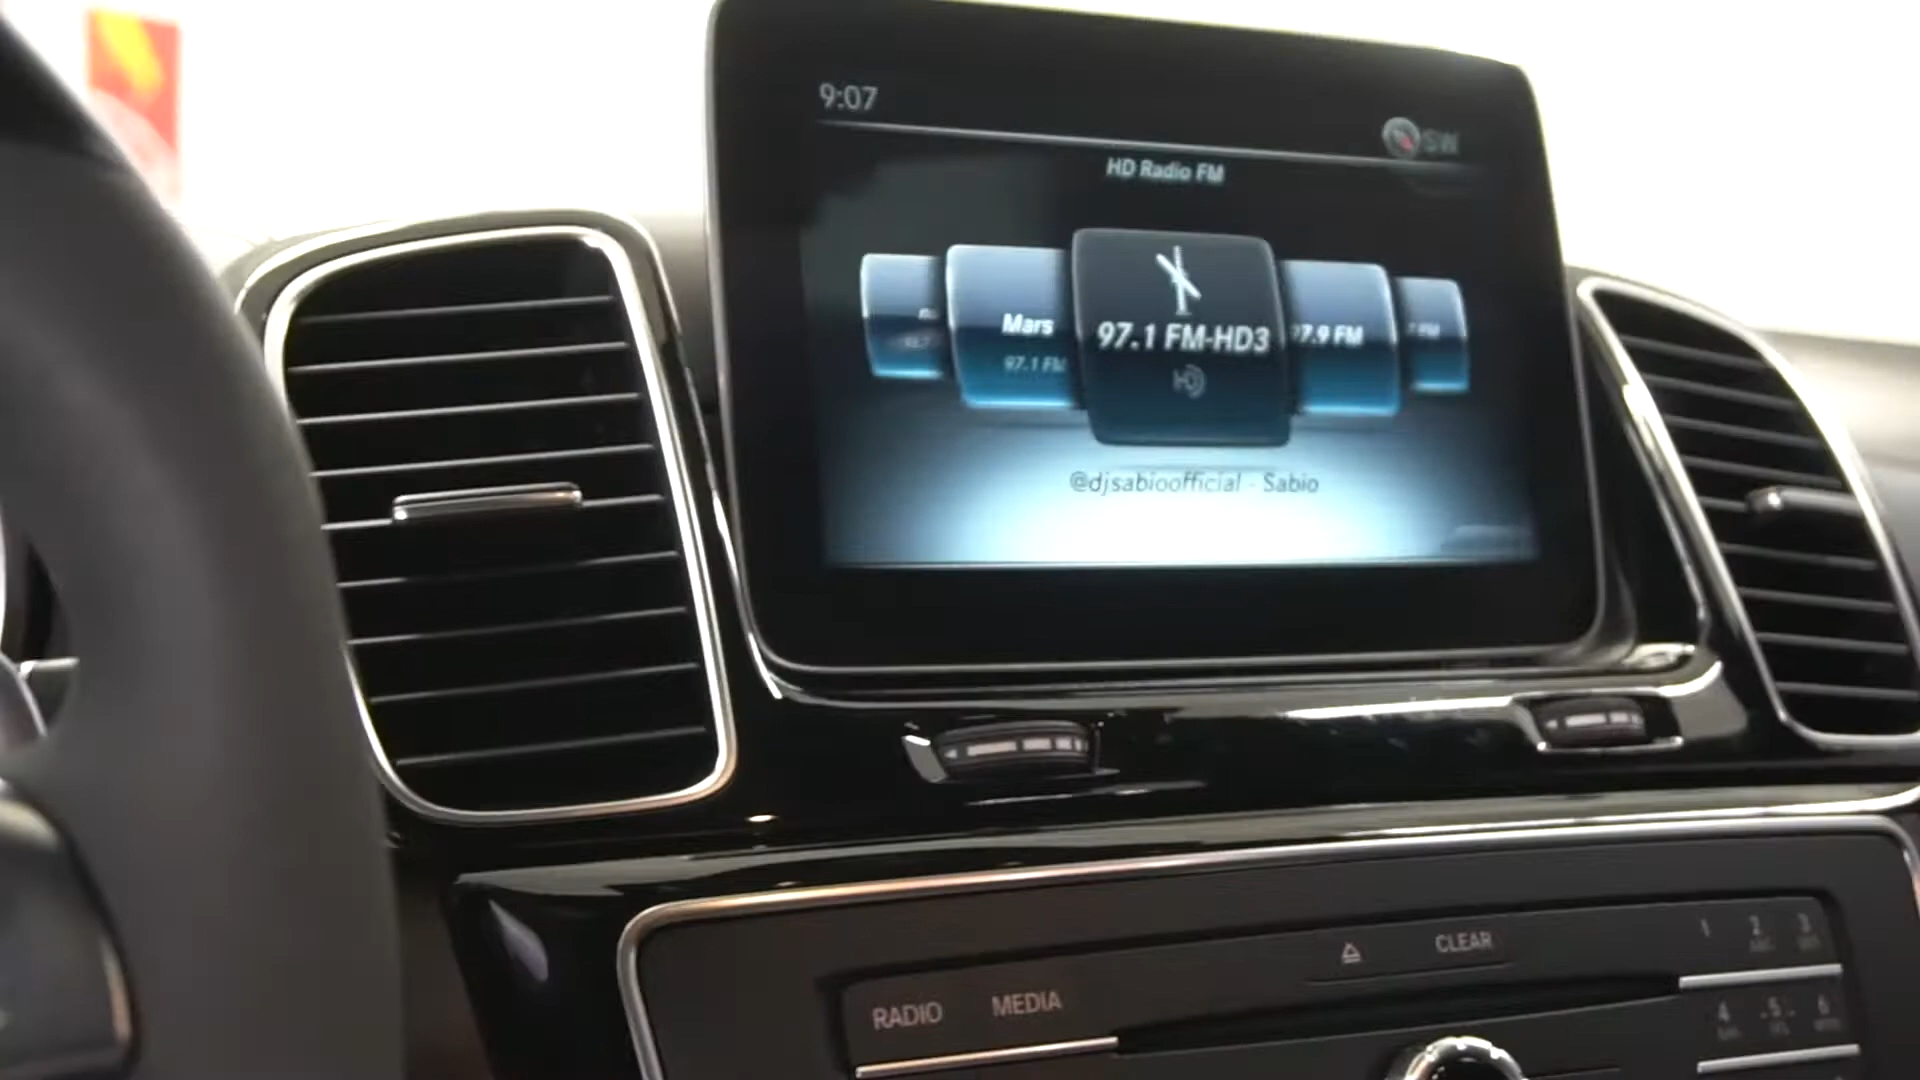 9:07
SW
HD Radio FM
Mars
97.1 FM
97.1 FM-HD3
97.9 FM
@djsabioofficial - Sabio
CLEAR
RADIO
MEDIA
1 2 3
4 5 6